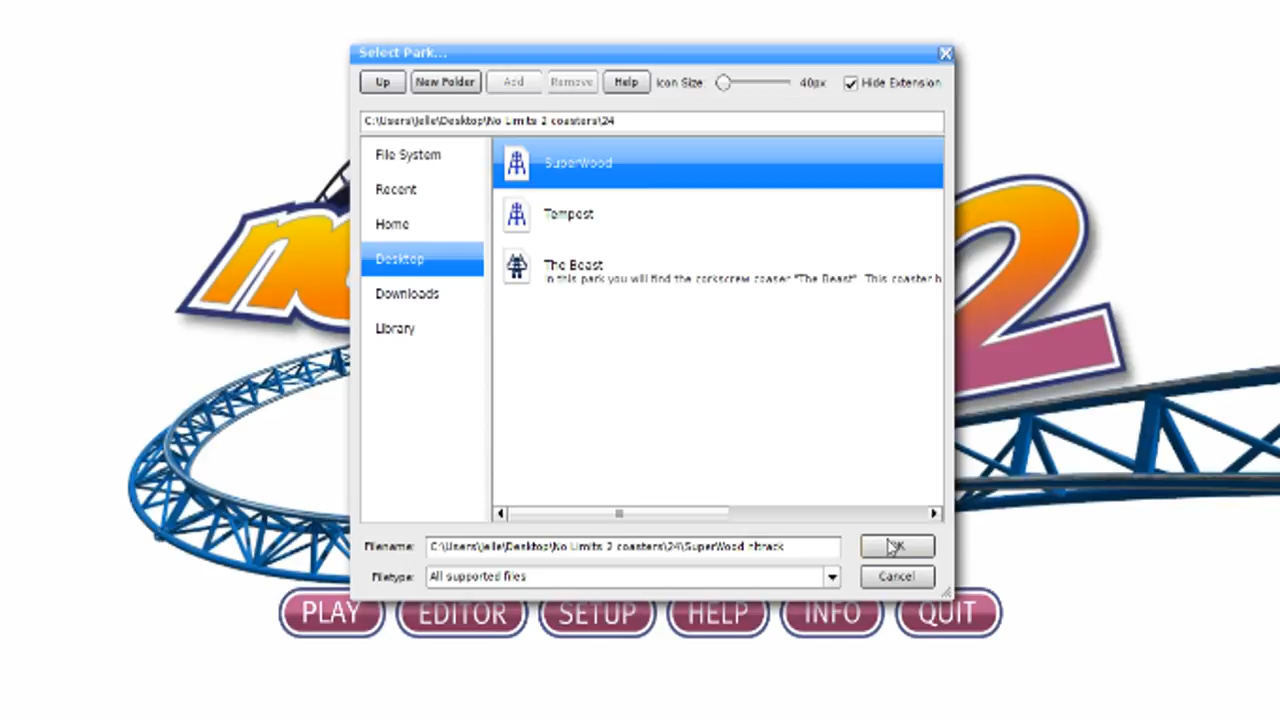 Select Park...
Up New Folder Add Remove Help Icon Size: 40px Hide Extension
C:\Users\Jelle\Desktop\No Limits 2 coasters\24
File System
Recent
Home
Desktop
Downloads
Library
SuperWood
Tempest
The Beast
In this park you will find the corkscrew coaser "The Beast". This coaster h
Filename: C:\Users\Jelle\Desktop\No Limits 2 coasters\24\SuperWood.nltrack OK
Filetype: All supported files Cancel
2
PLAY EDITOR SETUP HELP INFO QUIT